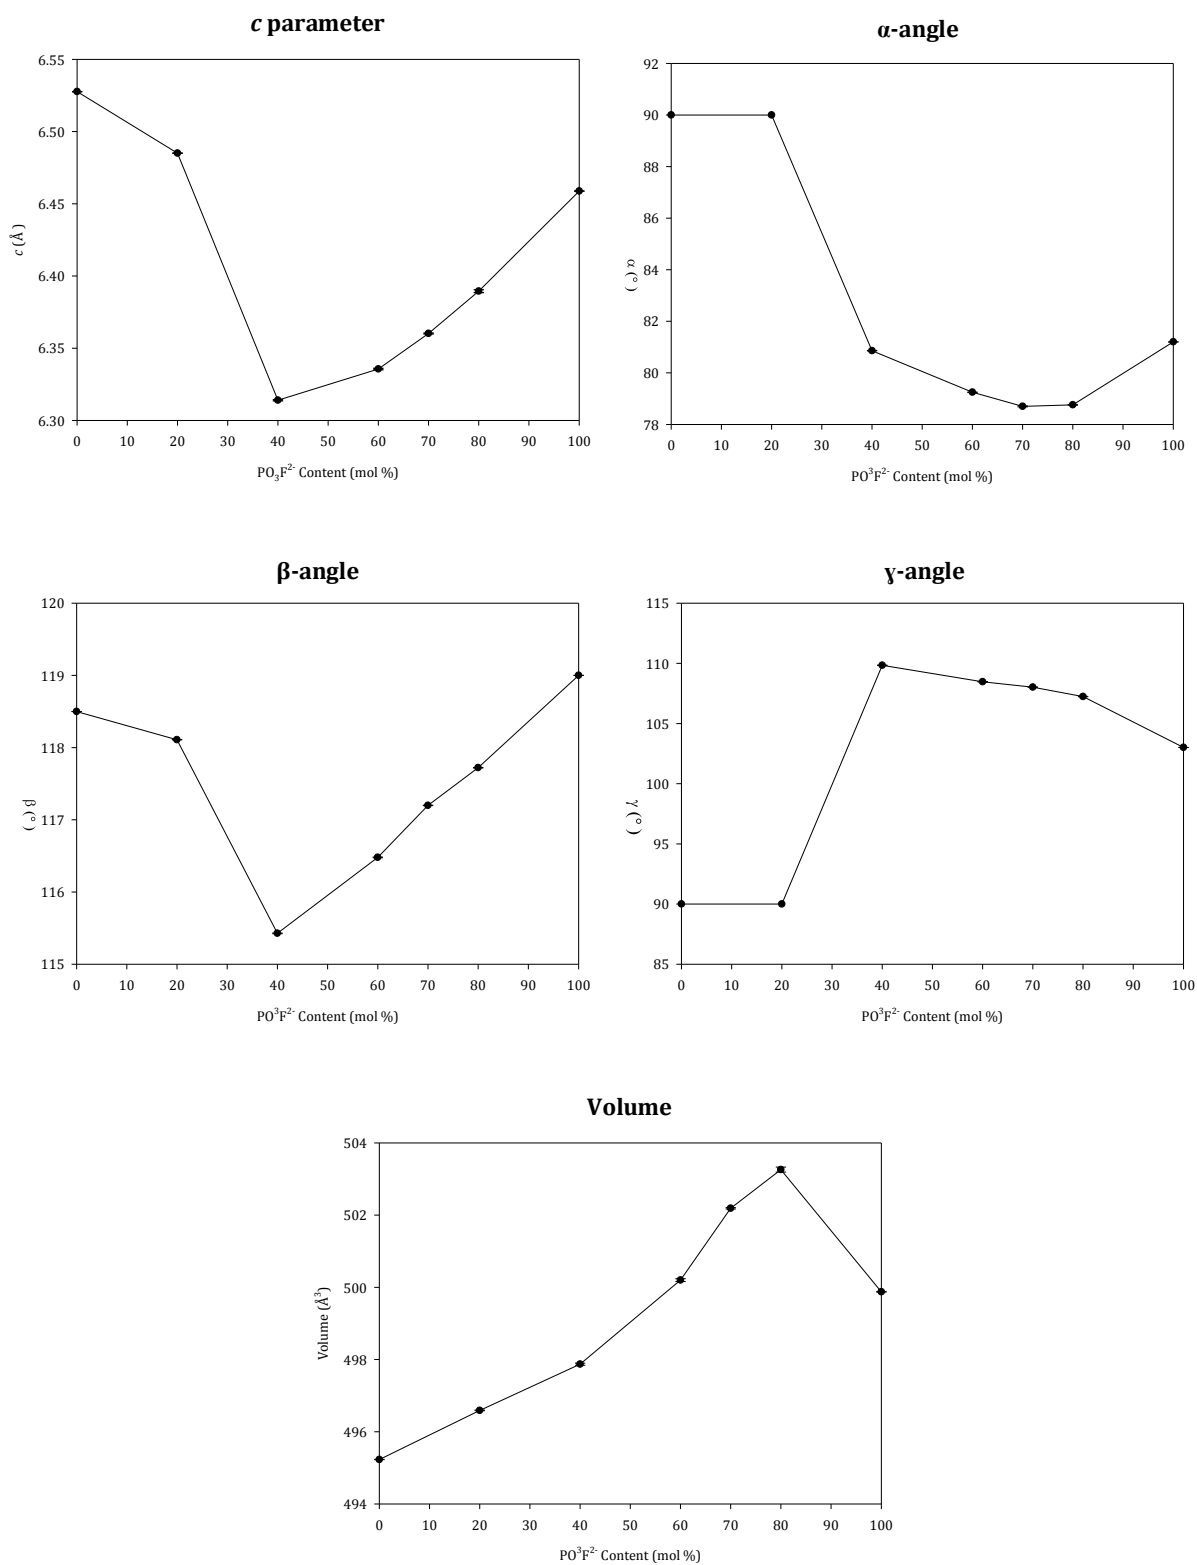 c parameter
6.55
6.50
6.45
6.40
6.35
6.30
c (Å)
0 10 20 30 40 50 60 70 80 90 100
PO₃F²⁻ Content (mol %)
α-angle
92
90
88
86
84
82
80
78
α (°)
0 10 20 30 40 50 60 70 80 90 100
PO³F²⁻ Content (mol %)
β-angle
120
119
118
117
116
115
β (°)
0 10 20 30 40 50 60 70 80 90 100
PO³F²⁻ Content (mol %)
ɣ-angle
115
110
105
100
95
90
85
γ (°)
0 10 20 30 40 50 60 70 80 90 100
PO³F²⁻ Content (mol %)
Volume
504
502
500
498
496
494
Volume (Å³)
0 10 20 30 40 50 60 70 80 90 100
PO³F²⁻ Content (mol %)